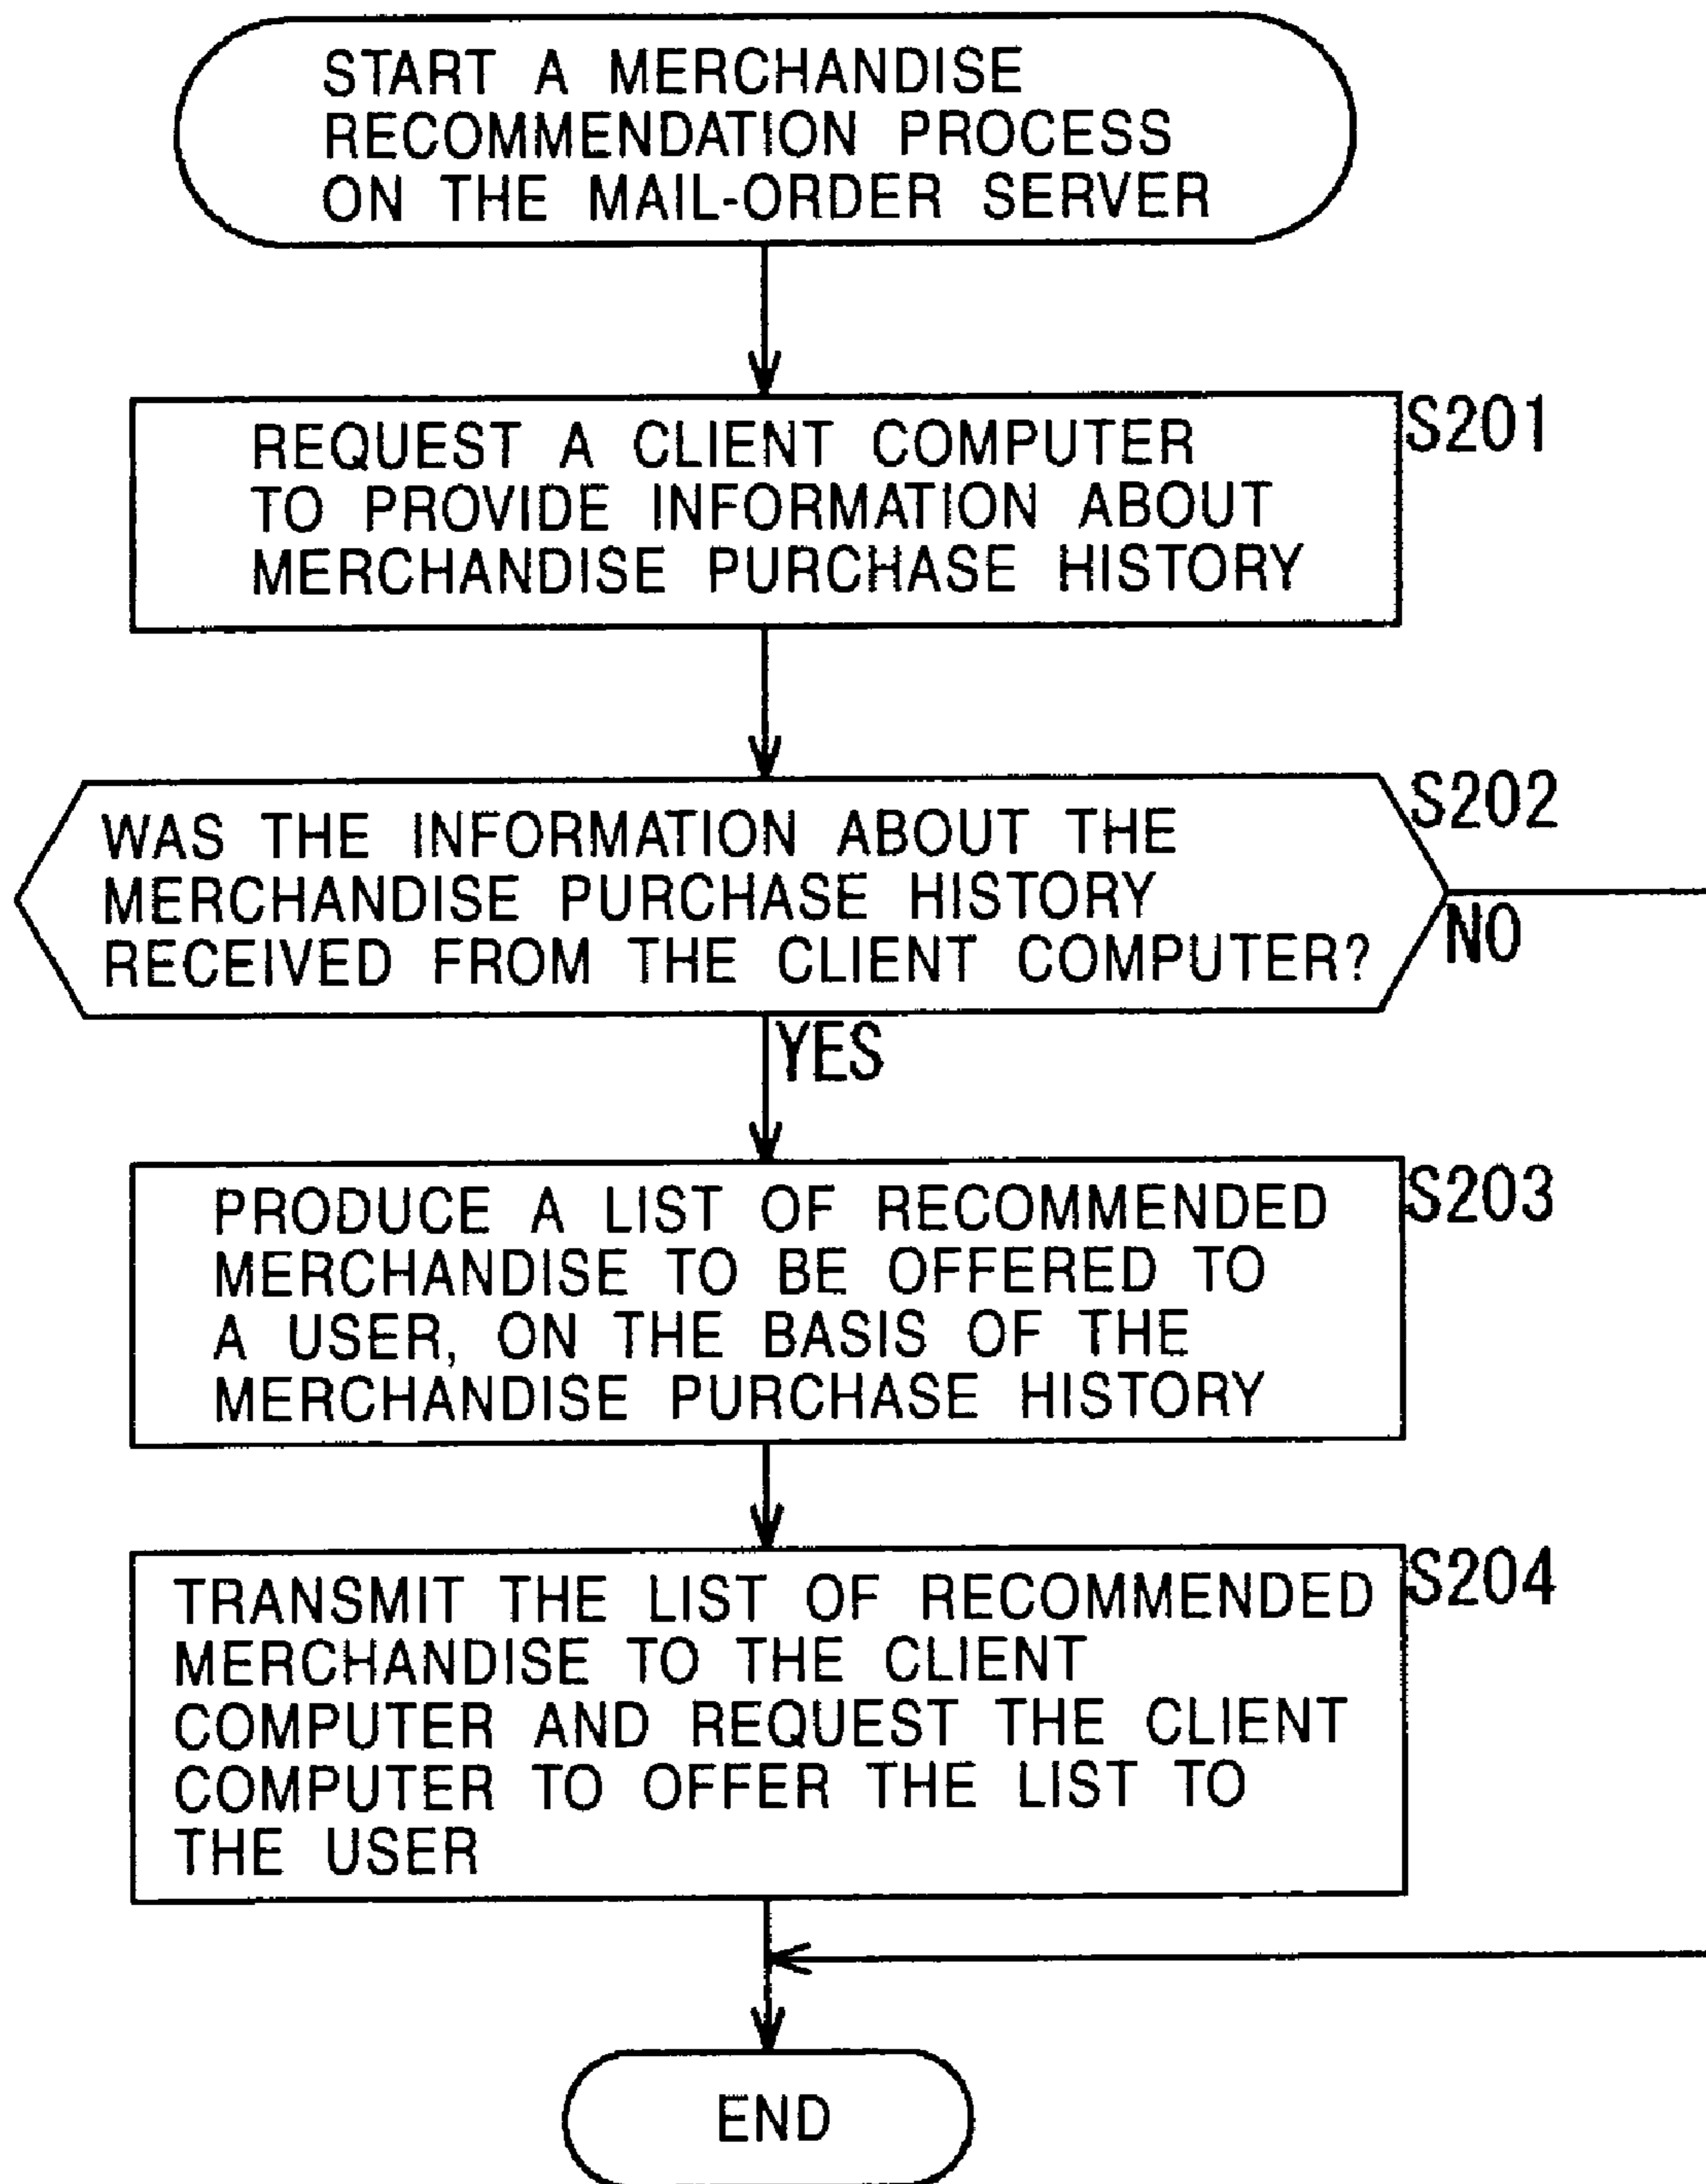 START A MERCHANDISE
RECOMMENDATION PROCESS
ON THE MAIL-ORDER SERVER
REQUEST A CLIENT COMPUTER
TO PROVIDE INFORMATION ABOUT
MERCHANDISE PURCHASE HISTORY
S201
WAS THE INFORMATION ABOUT THE
MERCHANDISE PURCHASE HISTORY
RECEIVED FROM THE CLIENT COMPUTER?
S202
NO
YES
PRODUCE A LIST OF RECOMMENDED
MERCHANDISE TO BE OFFERED TO
A USER, ON THE BASIS OF THE
MERCHANDISE PURCHASE HISTORY
S203
TRANSMIT THE LIST OF RECOMMENDED
MERCHANDISE TO THE CLIENT
COMPUTER AND REQUEST THE CLIENT
COMPUTER TO OFFER THE LIST TO
THE USER
S204
END